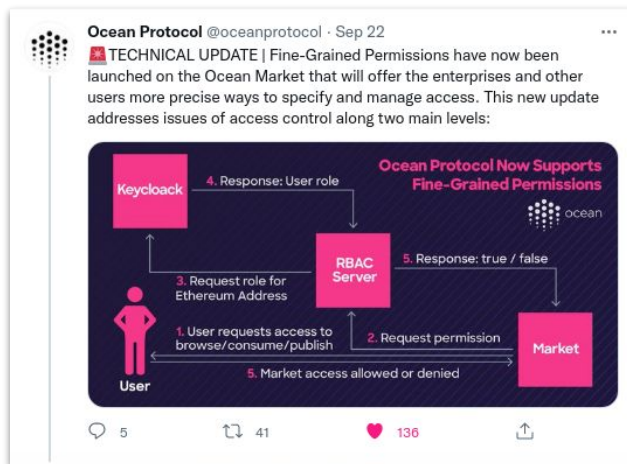 Ocean Protocol @oceanprotocol · Sep 22
🚨TECHNICAL UPDATE | Fine-Grained Permissions have now been
launched on the Ocean Market that will offer the enterprises and other
users more precise ways to specify and manage access. This new update
addresses issues of access control along two main levels:
Ocean Protocol Now Supports
Fine-Grained Permissions
ocean
Keycloack
4. Response: User role
RBAC
Server
5. Response: true / false
3. Request role for
Ethereum Address
1. User requests access to
browse/consume/publish
2. Request permission
Market
5. Market access allowed or denied
User
5
41
136